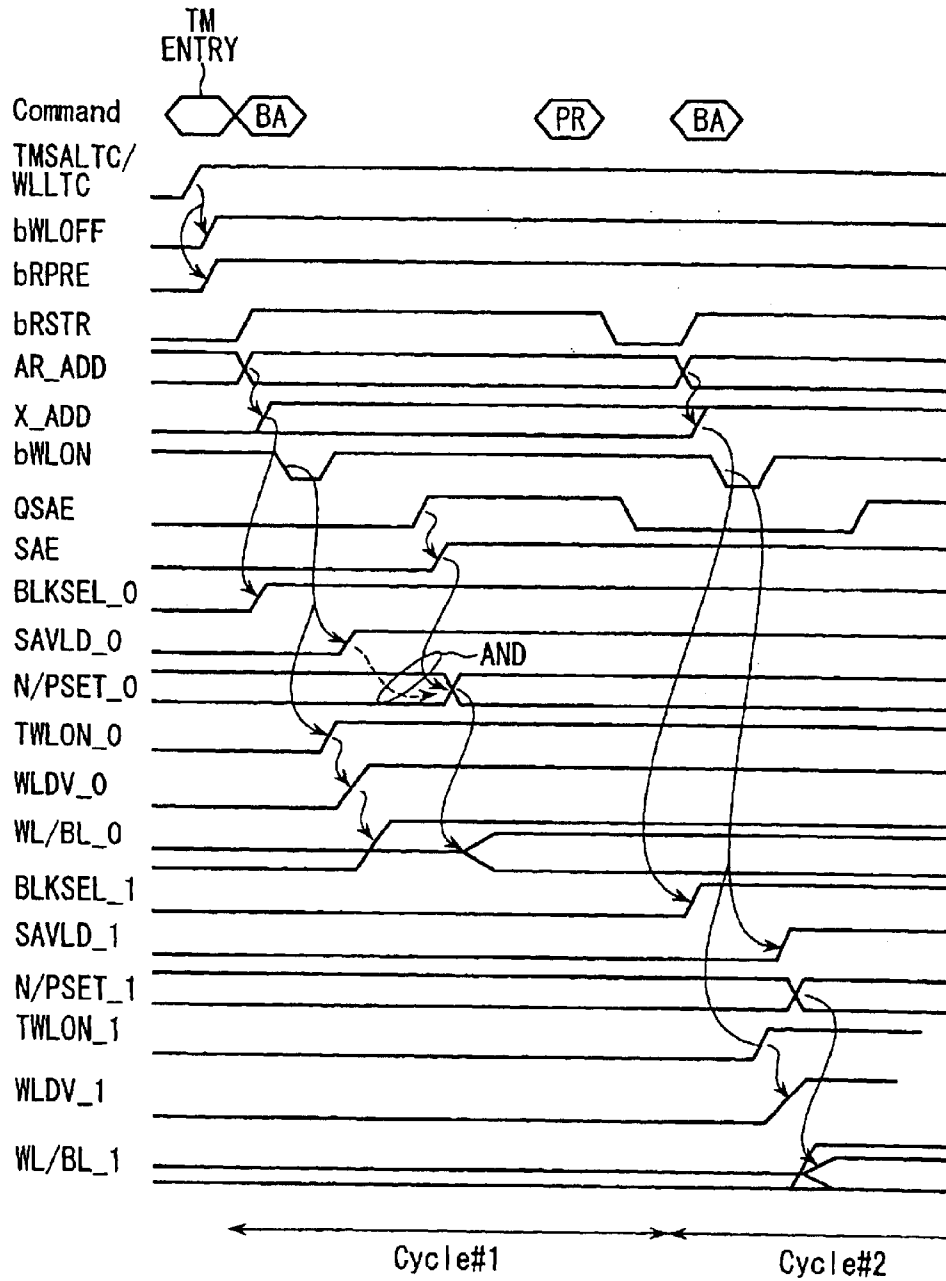 TM
ENTRY
Command
BA
PR
BA
TMSALTC/
WLLTC
bWLOFF
bRPRE
bRSTR
AR_ADD
X_ADD
bWLON
QSAE
SAE
BLKSEL_0
SAVLD_0
AND
N/PSET_0
TWLON_0
WLDV_0
WL/BL_0
BLKSEL_1
SAVLD_1
N/PSET_1
TWLON_1
WLDV_1
WL/BL_1
Cycle#1
Cycle#2